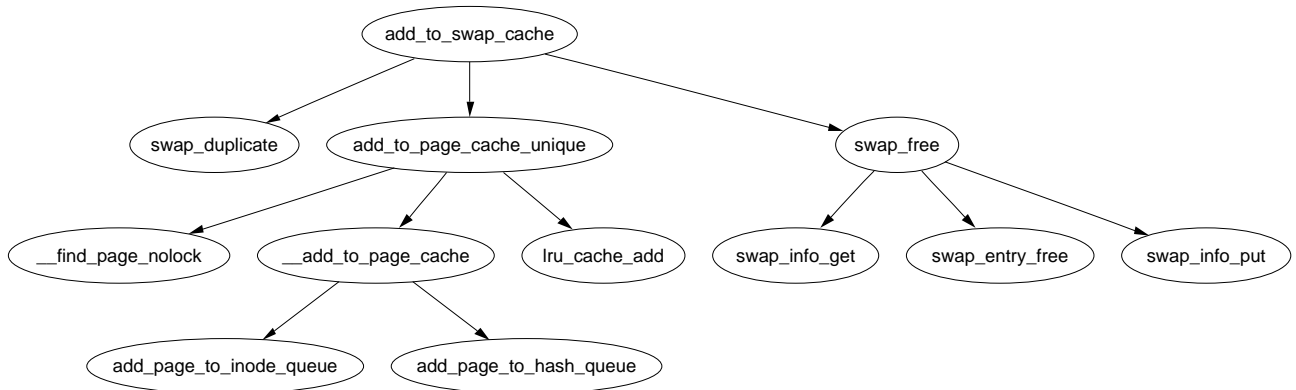 add_to_swap_cache
swap_duplicate
add_to_page_cache_unique
swap_free
__find_page_nolock
__add_to_page_cache
lru_cache_add
swap_info_get
swap_entry_free
swap_info_put
add_page_to_inode_queue
add_page_to_hash_queue